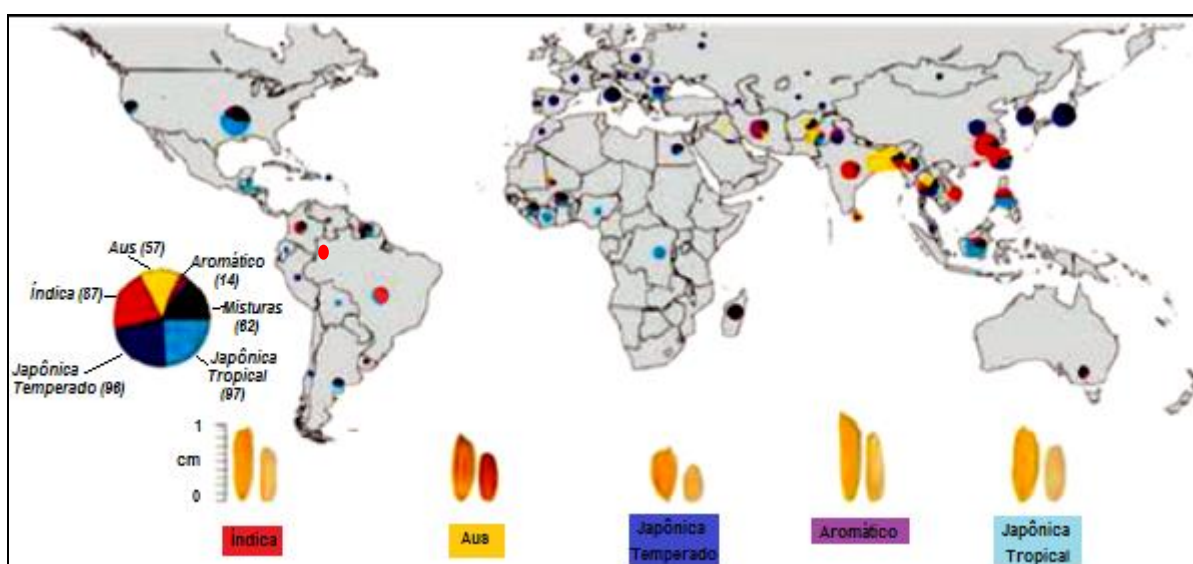 Aus (57)
Aromático
(14)
Índica (87)
Misturas
(62)
Japônica
Temperado (96)
Japônica
Tropical
(97)
1
cm
0
Índica
Aus
Japônica
Temperado
Aromático
Japônica
Tropical